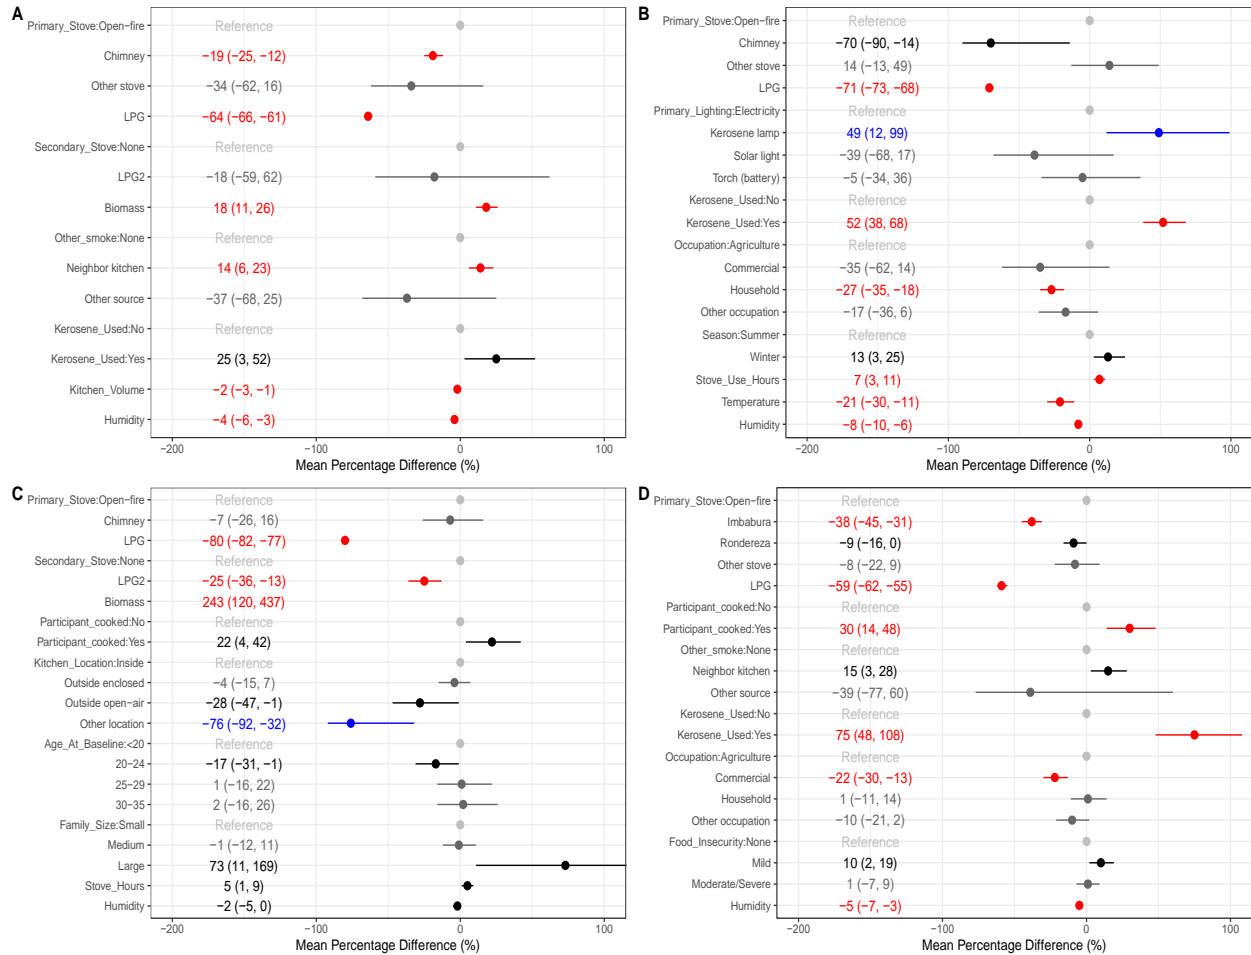 A
Primary_Stove:Open-fire Reference
Chimney −19 (−25, −12)
Other stove −34 (−62, 16)
LPG −64 (−66, −61)
Secondary_Stove:None Reference
LPG2 −18 (−59, 62)
Biomass 18 (11, 26)
Other_smoke:None Reference
Neighbor kitchen 14 (6, 23)
Other source −37 (−68, 25)
Kerosene_Used:No Reference
Kerosene_Used:Yes 25 (3, 52)
Kitchen_Volume −2 (−3, −1)
Humidity −4 (−6, −3)
−200 −100 0 100
Mean Percentage Difference (%)
B
Primary_Stove:Open-fire Reference
Chimney −70 (−90, −14)
Other stove 14 (−13, 49)
LPG −71 (−73, −68)
Primary_Lighting:Electricity Reference
Kerosene lamp 49 (12, 99)
Solar light −39 (−68, 17)
Torch (battery) −5 (−34, 36)
Kerosene_Used:No Reference
Kerosene_Used:Yes 52 (38, 68)
Occupation:Agriculture Reference
Commercial −35 (−62, 14)
Household −27 (−35, −18)
Other occupation −17 (−36, 6)
Season:Summer Reference
Winter 13 (3, 25)
Stove_Use_Hours 7 (3, 11)
Temperature −21 (−30, −11)
Humidity −8 (−10, −6)
−200 −100 0 100
Mean Percentage Difference (%)
C
Primary_Stove:Open-fire Reference
Chimney −7 (−26, 16)
LPG −80 (−82, −77)
Secondary_Stove:None Reference
LPG2 −25 (−36, −13)
Biomass 243 (120, 437)
Participant_cooked:No Reference
Participant_cooked:Yes 22 (4, 42)
Kitchen_Location:Inside Reference
Outside enclosed −4 (−15, 7)
Outside open-air −28 (−47, −1)
Other location −76 (−92, −32)
Age_At_Baseline:<20 Reference
20−24 −17 (−31, −1)
25−29 1 (−16, 22)
30−35 2 (−16, 26)
Family_Size:Small Reference
Medium −1 (−12, 11)
Large 73 (11, 169)
Stove_Hours 5 (1, 9)
Humidity −2 (−5, 0)
−200 −100 0 100
Mean Percentage Difference (%)
D
Primary_Stove:Open-fire Reference
Imbabura −38 (−45, −31)
Rondereza −9 (−16, 0)
Other stove −8 (−22, 9)
LPG −59 (−62, −55)
Participant_cooked:No Reference
Participant_cooked:Yes 30 (14, 48)
Other_smoke:None Reference
Neighbor kitchen 15 (3, 28)
Other source −39 (−77, 60)
Kerosene_Used:No Reference
Kerosene_Used:Yes 75 (48, 108)
Occupation:Agriculture Reference
Commercial −22 (−30, −13)
Household 1 (−11, 14)
Other occupation −10 (−21, 2)
Food_Insecurity:None Reference
Mild 10 (2, 19)
Moderate/Severe 1 (−7, 9)
Humidity −5 (−7, −3)
−200 −100 0 100
Mean Percentage Difference (%)